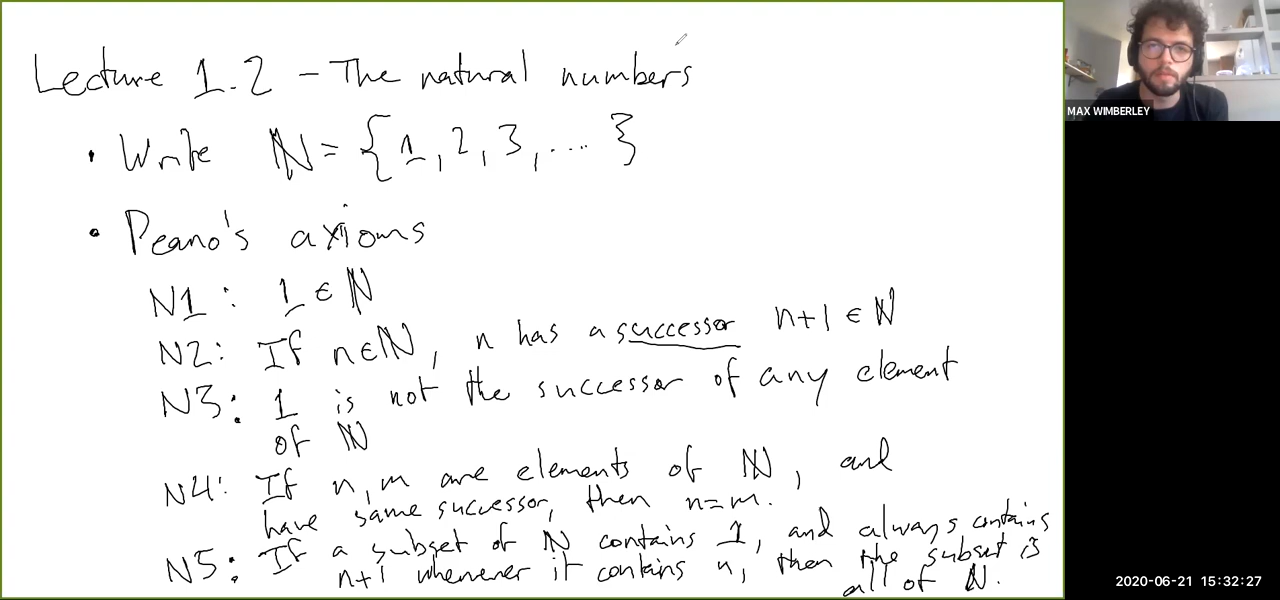 Lecture 1.2 – The natural numbers
• Write ℕ = {1, 2, 3, .... }
• Peano's axioms
N1: 1 ∈ ℕ
N2: If n∈ℕ, n has a successor n+1 ∈ ℕ
N3: 1 is not the successor of any element
of ℕ
N4: If n, m are elements of ℕ, and
have same successor, then n=m.
N5: If a subset of ℕ contains 1, and always contains
n+1 whenever it contains n, then the subset is
all of ℕ.
MAX WIMBERLEY
2020-06-21 15:32:27